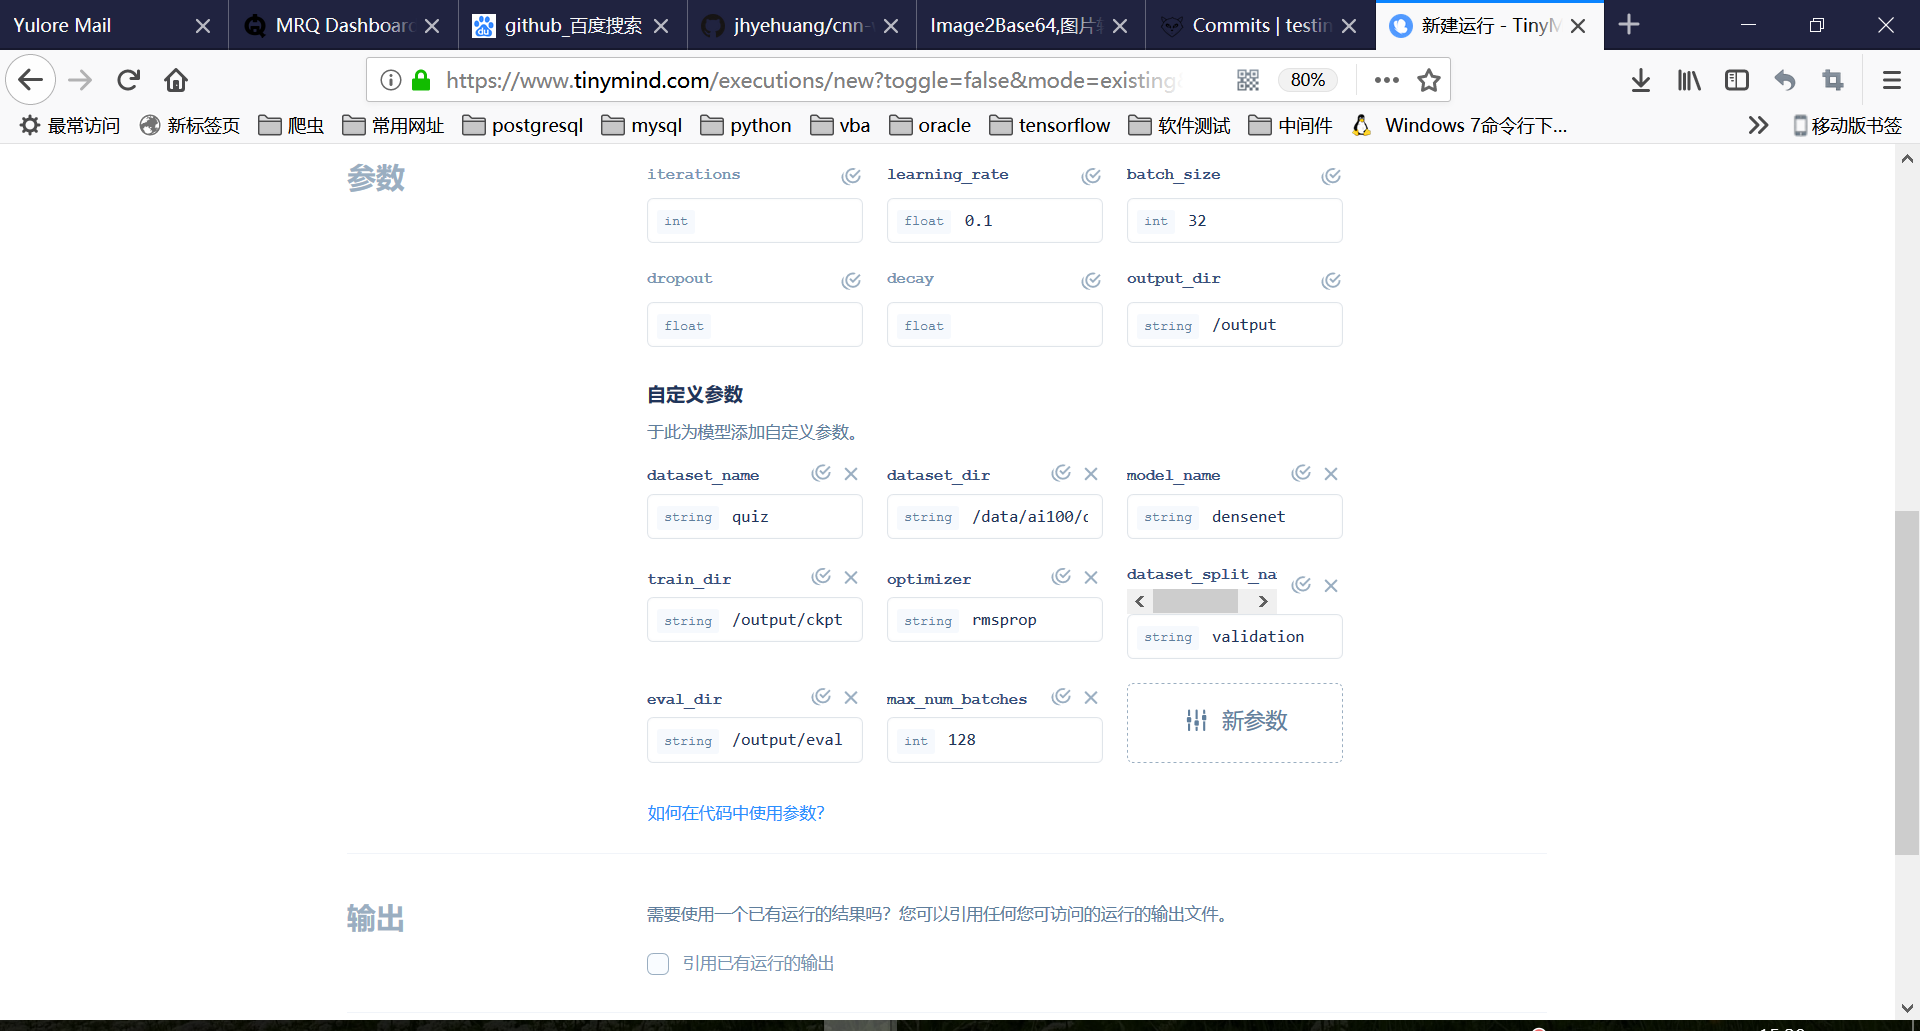 Yulore Mail
MRQ Dashboard
github_百度搜索
jhyehuang/cnn-
Image2Base64,图片
Commits | testin
新建运行 - TinyM
https://www.tinymind.com/executions/new?toggle=false&mode=existing
80%
最常访问
新标签页
爬虫
常用网址
postgresql
mysql
python
vba
oracle
tensorflow
软件测试
中间件
Windows 7命令行下...
移动版书签
参数
iterations
learning_rate
batch_size
int
float 0.1
int 32
dropout
decay
output_dir
float
float
string /output
自定义参数
于此为模型添加自定义参数。
dataset_name
dataset_dir
model_name
string quiz
string /data/ai100/
string densenet
train_dir
optimizer
dataset_split_na
string /output/ckpt
string rmsprop
string validation
eval_dir
max_num_batches
string /output/eval
int 128
新参数
如何在代码中使用参数?
输出
需要使用一个已有运行的结果吗? 您可以引用任何您可访问的运行的输出文件。
引用已有运行的输出